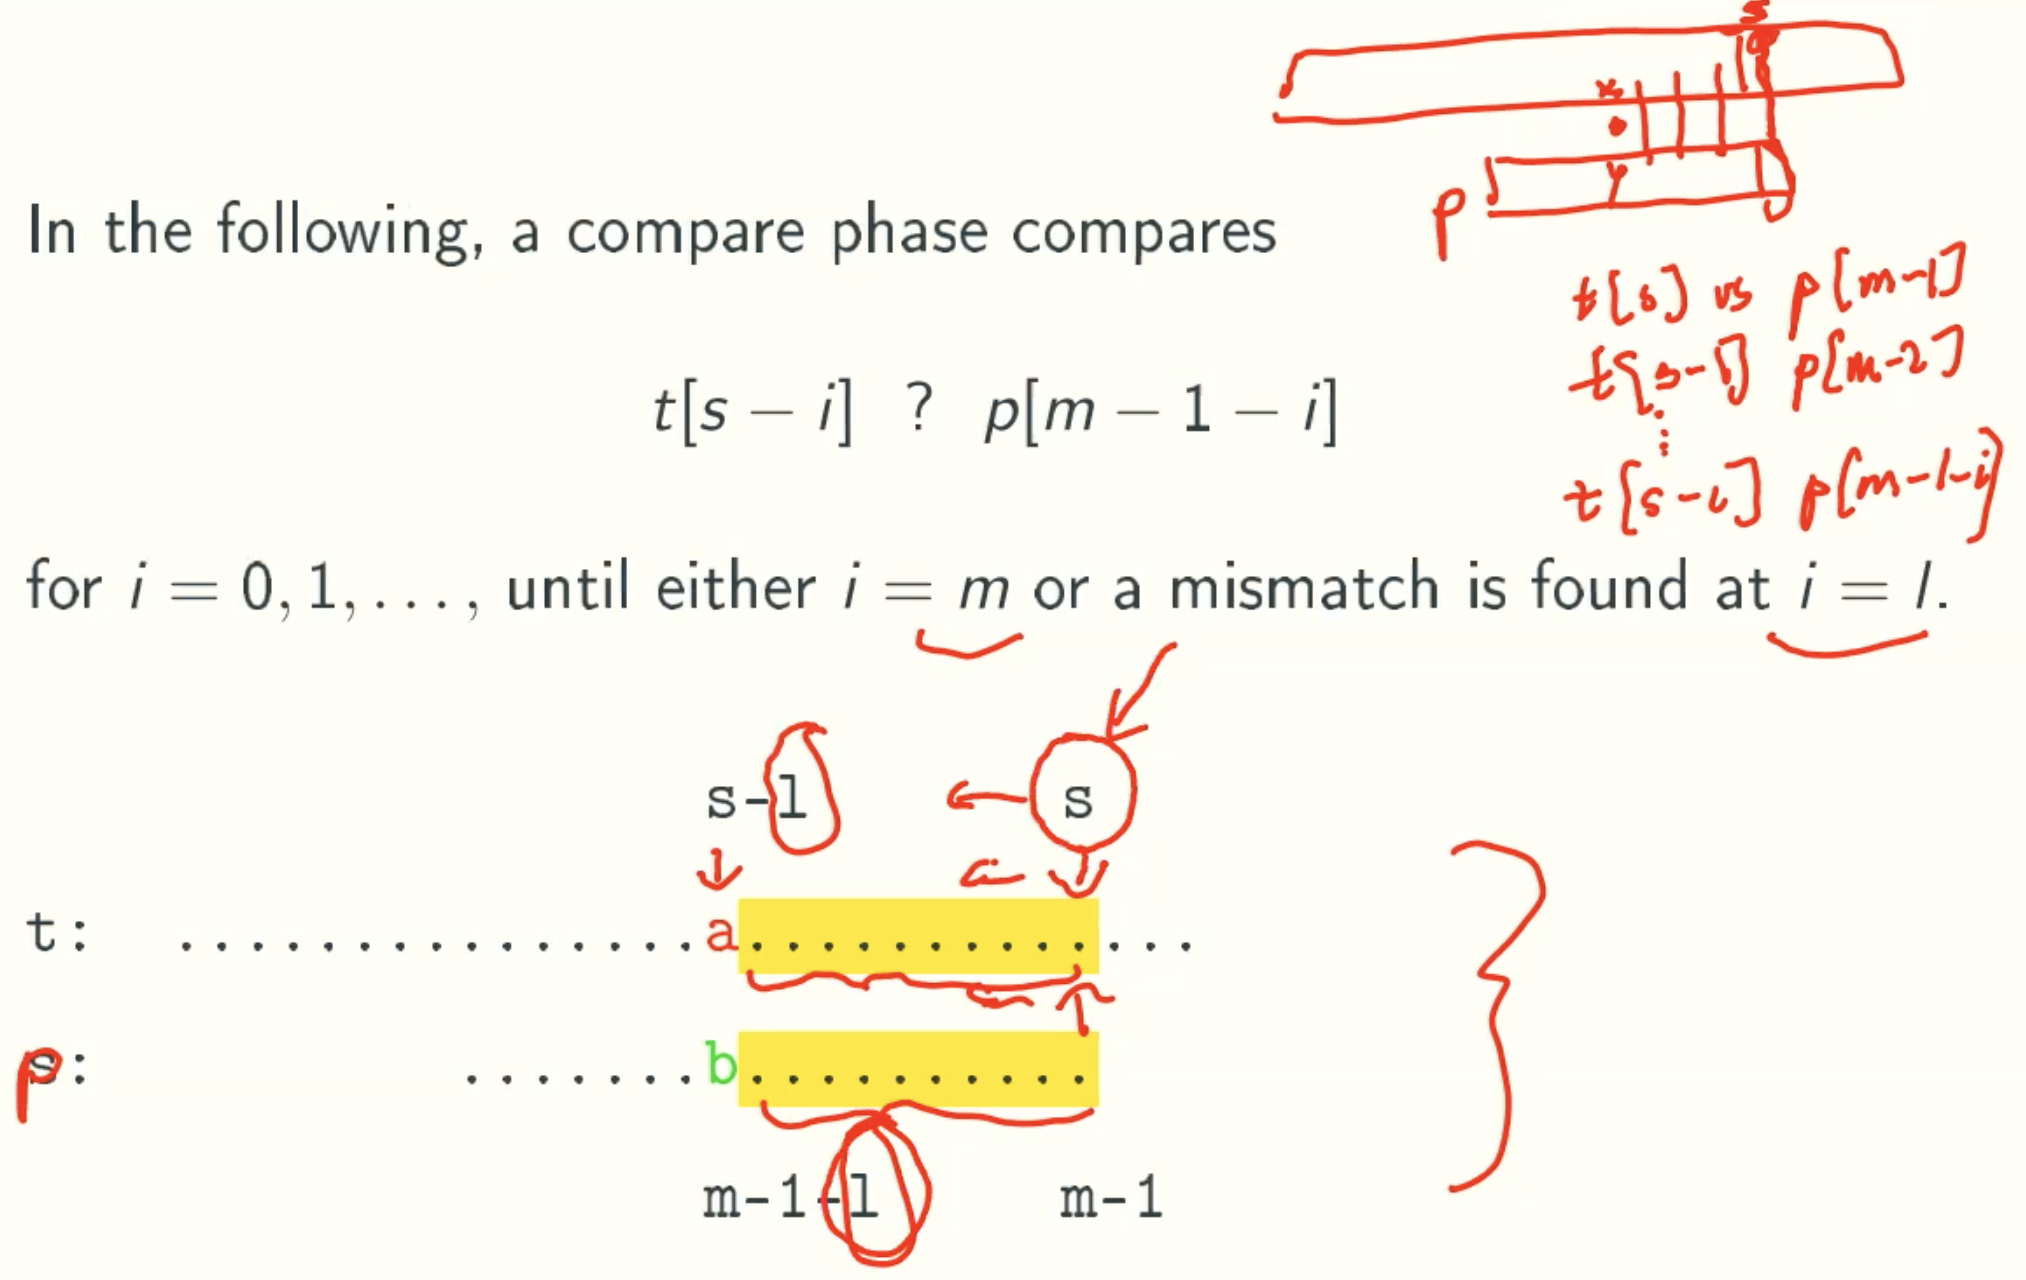 s
x
y
p
In the following, a compare phase compares
t[s] vs p[m-1]
t[s-1] p[m-2]
t[s − i] ? p[m − 1 − i]
⋮
t[s-i] p[m-1-i]
for i = 0, 1, . . . , until either i = m or a mismatch is found at i = l.
s-l s
t: ...............a.............
p: .......b..........
m-1-l m-1